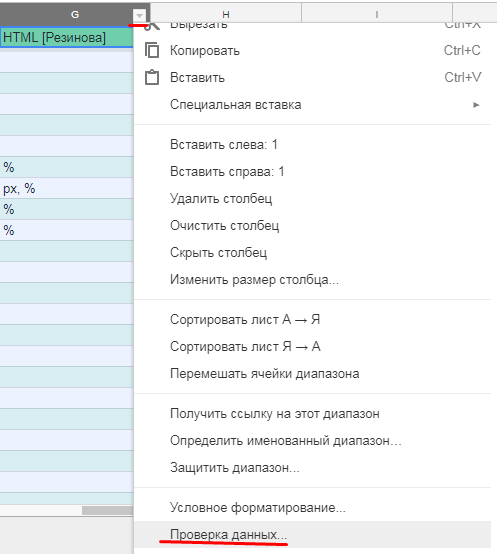 G H I
HTML [Резинова]
%
px, %
%
%
Вырезать Ctrl+X
Копировать Ctrl+C
Вставить Ctrl+V
Специальная вставка
Вставить слева: 1
Вставить справа: 1
Удалить столбец
Очистить столбец
Скрыть столбец
Изменить размер столбца...
Сортировать лист А → Я
Сортировать лист Я → А
Перемешать ячейки диапазона
Получить ссылку на этот диапазон
Определить именованный диапазон...
Защитить диапазон...
Условное форматирование...
Проверка данных...